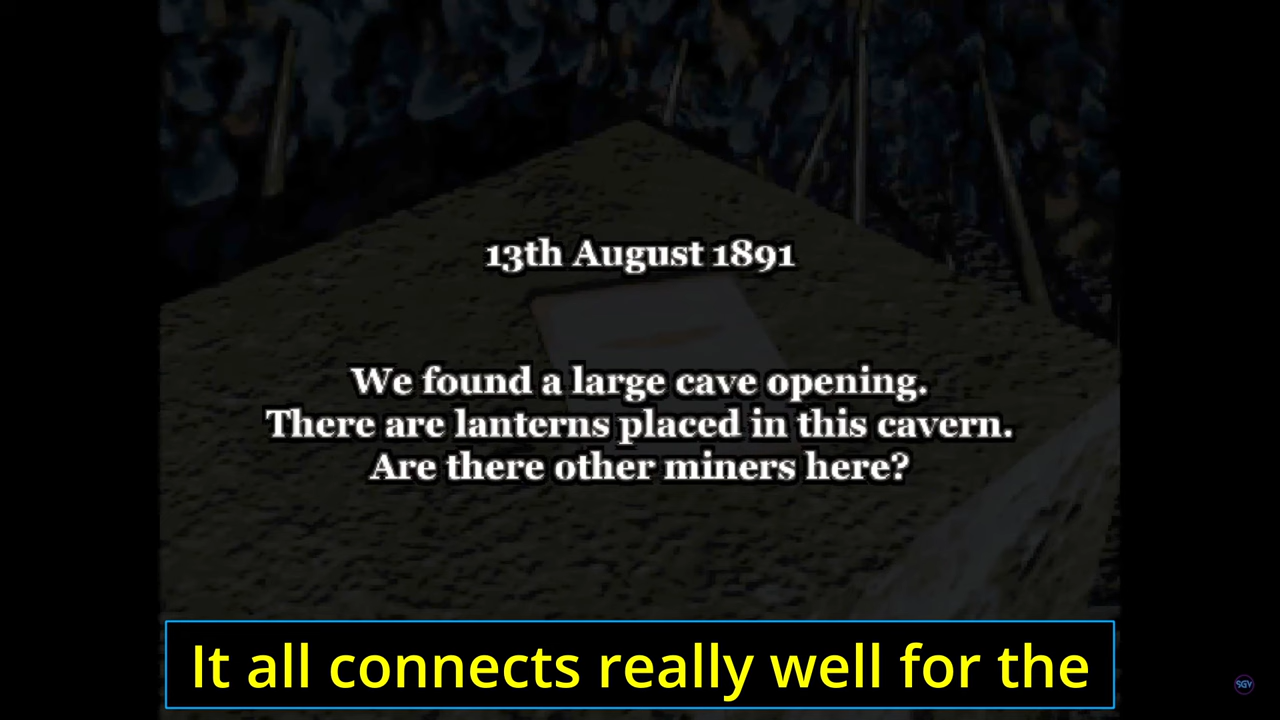 13th August 1891
We found a large cave opening.
There are lanterns placed in this cavern.
Are there other miners here?
It all connects really well for the
SGV